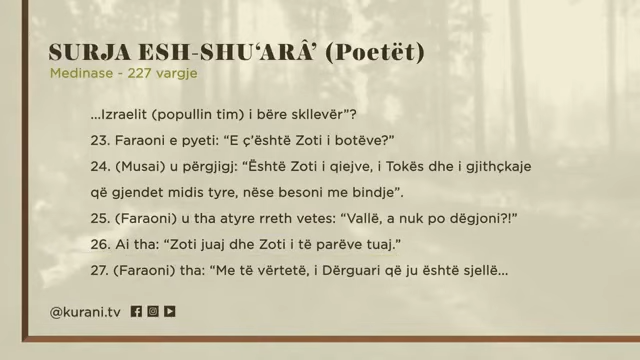 SURJA ESH-SHU‘ARÂ’ (Poetët)
Medinase - 227 vargje
...Izraelit (popullin tim) i bëre skllevër”?
23. Faraoni e pyeti: “E ç’është Zoti i botëve?”
24. (Musai) u përgjigj: “Është Zoti i qiejve, i Tokës dhe i gjithçkaje
që gjendet midis tyre, nëse besoni me bindje”.
25. (Faraoni) u tha atyre rreth vetes: “Vallë, a nuk po dëgjoni?!”
26. Ai tha: “Zoti juaj dhe Zoti i të parëve tuaj.”
27. (Faraoni) tha: “Me të vërtetë, i Dërguari që ju është sjellë...
@kurani.tv